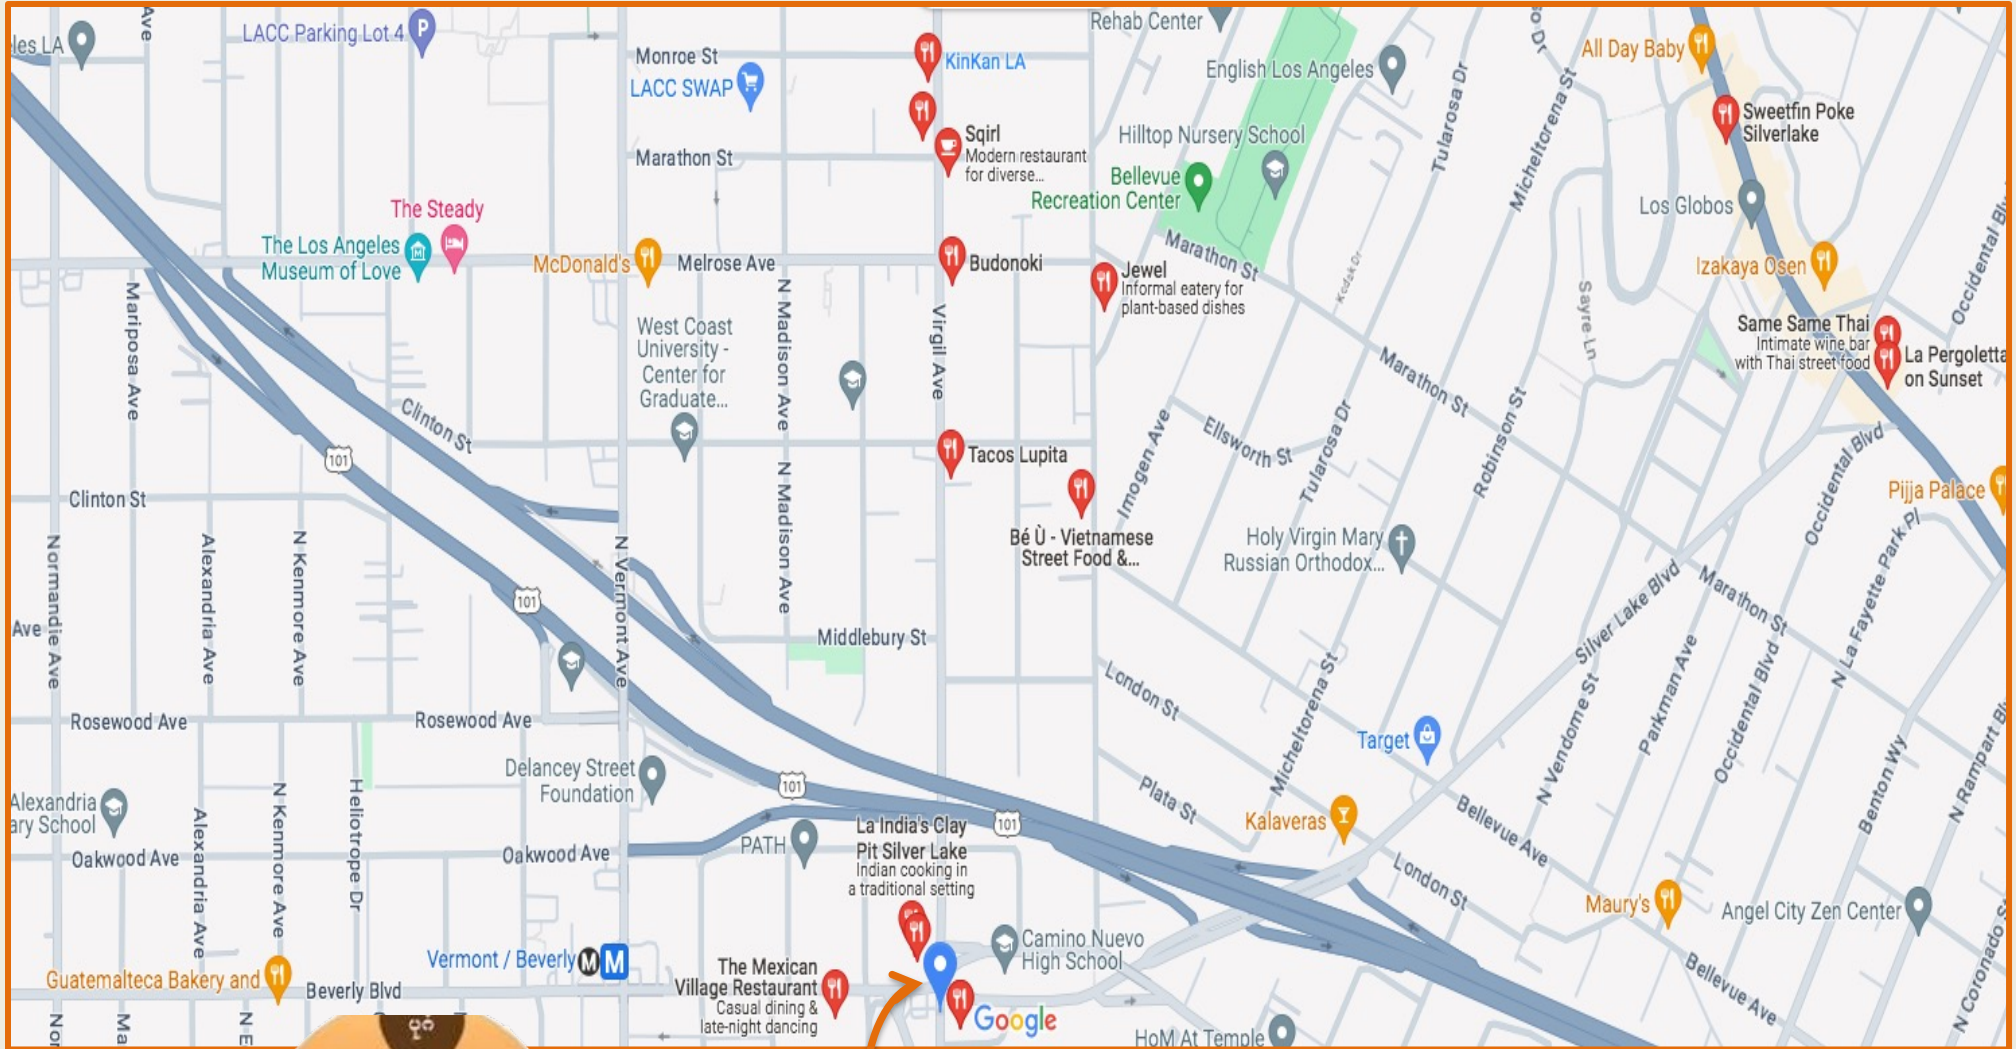 les LA
Ave
LACC Parking Lot 4
P
Monroe St
LACC SWAP
KinKan LA
Rehab Center
English Los Angeles
Tularosa Dr
Micheltorena St
All Day Baby
Sweetfin Poke
Silverlake
Marathon St
Sqirl
Modern restaurant
for diverse...
Hilltop Nursery School
Bellevue
Recreation Center
Los Globos
Occidental Blv
The Steady
The Los Angeles
Museum of Love
McDonald's
Melrose Ave
Budonoki
Marathon St
Jewel
Informal eatery for
plant-based dishes
Kodak Dr
Izakaya Osen
Sayre Ln
Mariposa Ave
West Coast
University -
Center for
Graduate...
N Madison Ave
Virgil Ave
Same Same Thai
Intimate wine bar
with Thai street food
La Pergoletta
on Sunset
Clinton St
Marathon St
Ellsworth St
Imogen Ave
Tularosa Dr
Robinson St
Occidental Blvd
101
Tacos Lupita
N Madison Ave
Clinton St
Bé Ù - Vietnamese
Street Food &...
Holy Virgin Mary
Russian Orthodox...
Pijja Palace
N La Fayette Park Pl
Normandie Ave
Alexandria Ave
N Kenmore Ave
N Vermont Ave
101
Silver Lake Blvd
Marathon St
Ave
Middlebury St
London St
Micheltorena St
N Vendome St
Parkman Ave
Occidental Blvd
Rosewood Ave
Rosewood Ave
Target
Benton Wy
N Rampart Bl
Delancey Street
Foundation
101
Plata St
Alexandria
ary School
N Kenmore Ave
Heliotrope Dr
Alexandria Ave
Kalaveras
Bellevue Ave
La India's Clay
Pit Silver Lake
Indian cooking in
a traditional setting
101
PATH
Oakwood Ave
Oakwood Ave
London St
Maury's
Angel City Zen Center
Camino Nuevo
High School
Vermont / Beverly
M M
Guatemalteca Bakery and
Beverly Blvd
The Mexican
Village Restaurant
Casual dining &
late-night dancing
Google
Bellevue Ave
N Coronado S
HoM At Temple
Nor
Ma
N E